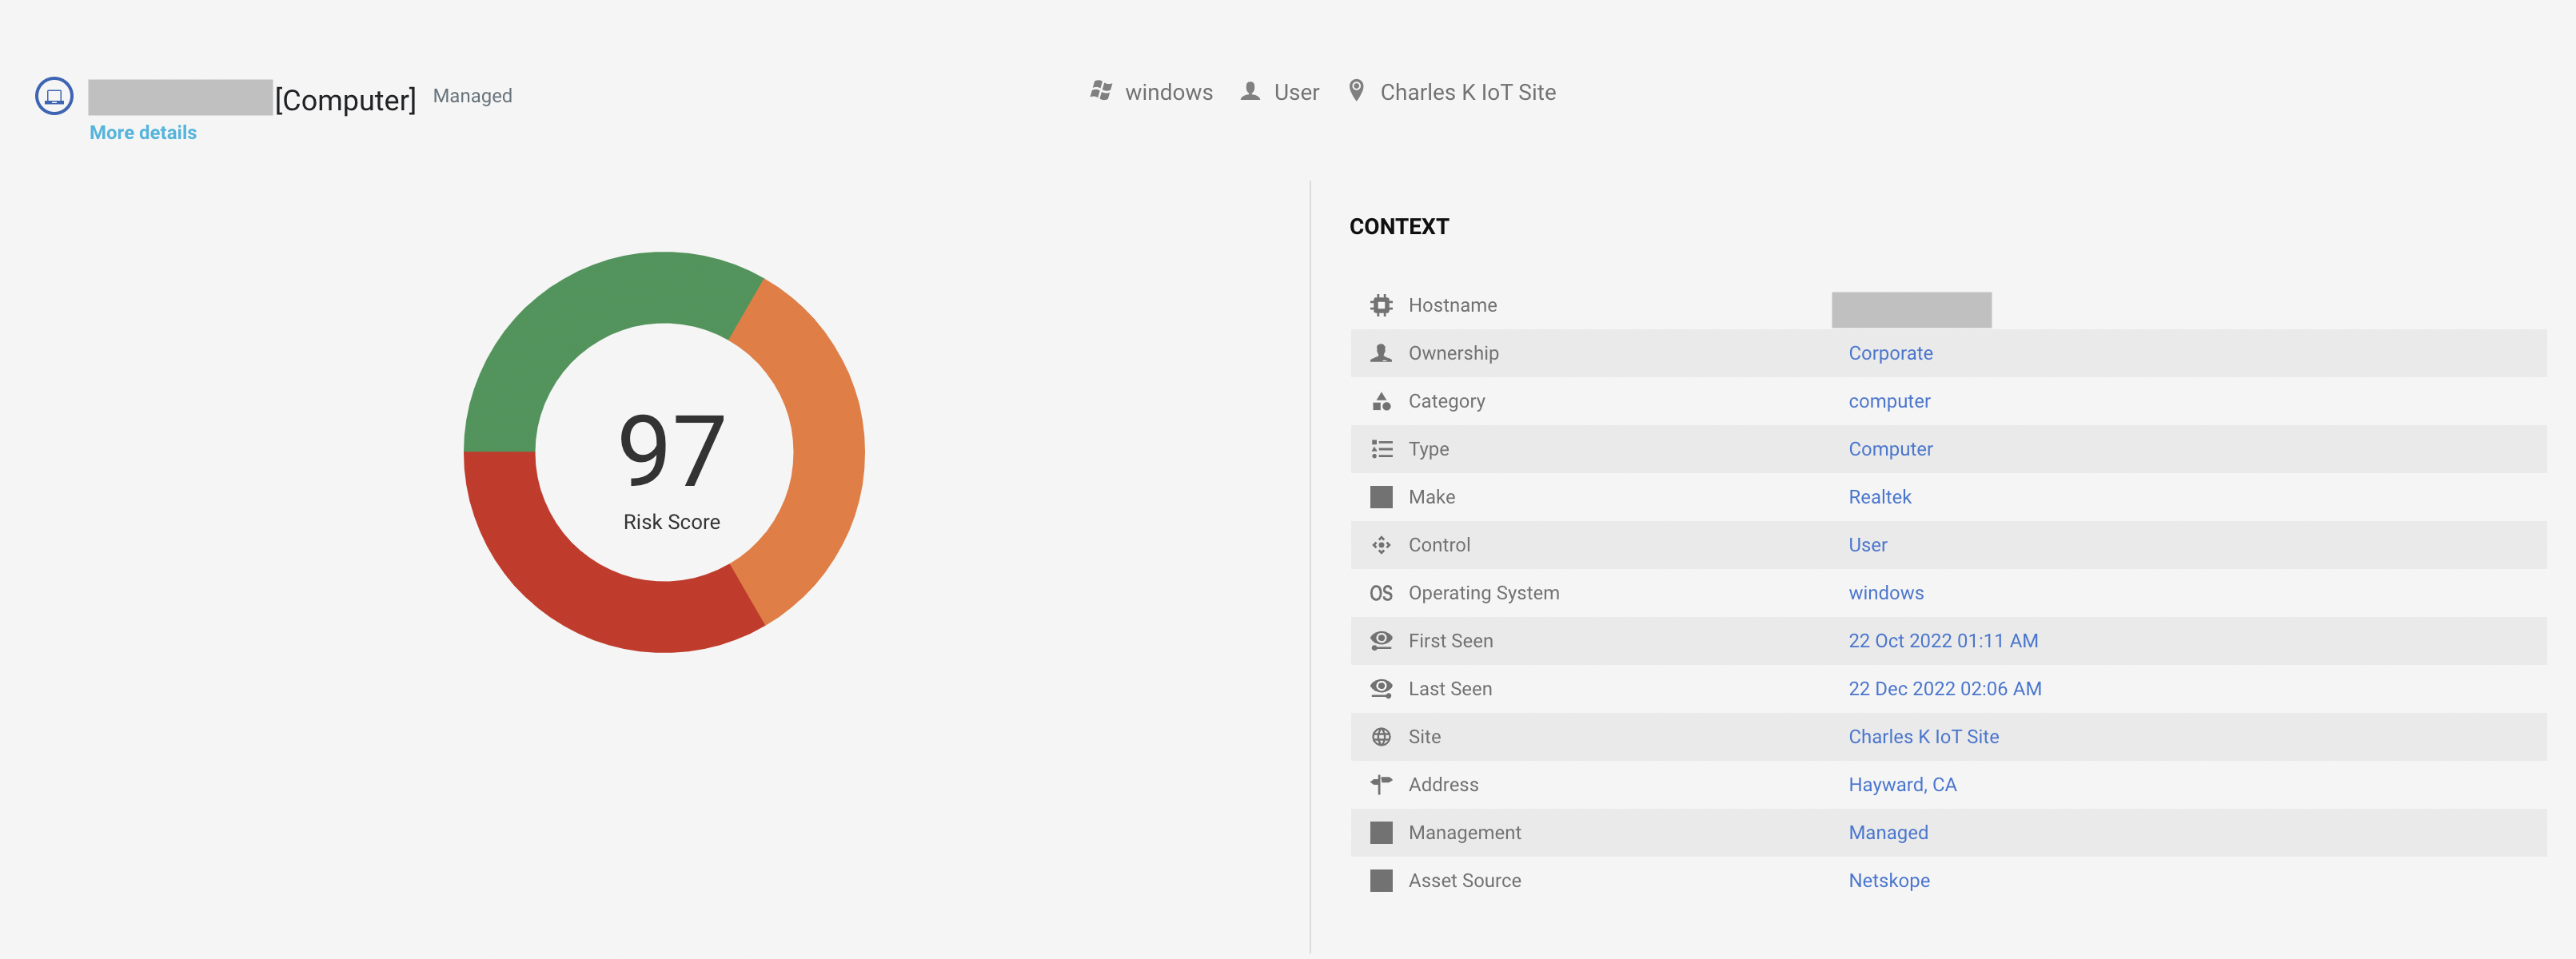 [Computer] Managed
More details
windows User Charles K IoT Site
97
Risk Score
CONTEXT
Hostname
Ownership Corporate
Category computer
Type Computer
Make Realtek
Control User
OS Operating System windows
First Seen 22 Oct 2022 01:11 AM
Last Seen 22 Dec 2022 02:06 AM
Site Charles K IoT Site
Address Hayward, CA
Management Managed
Asset Source Netskope